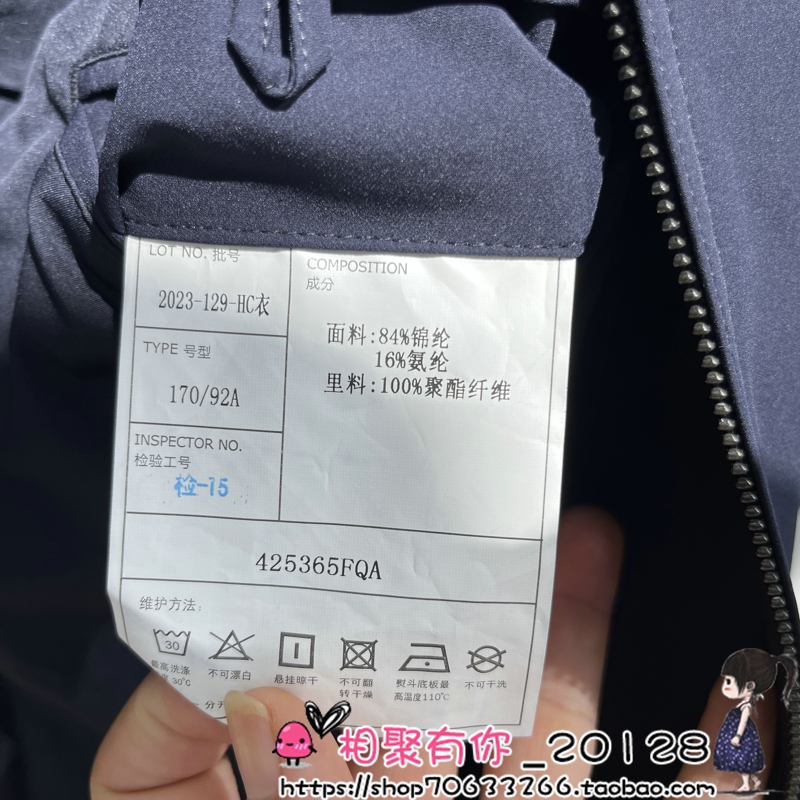 LOT NO. 批号
2023-129-HC衣
TYPE 号型
170/92A
INSPECTOR NO.
检验工号
检-15
COMPOSITION
成分
面料:84%锦纶
16%氨纶
里料:100%聚酯纤维
425365FQA
维护方法:
30
最高洗涤
温度30℃
不可漂白
悬挂晾干
不可翻
转干燥
熨斗底板最
高温度110℃
不可干洗
相聚有你_20128
https://shop70633266.taobao.com